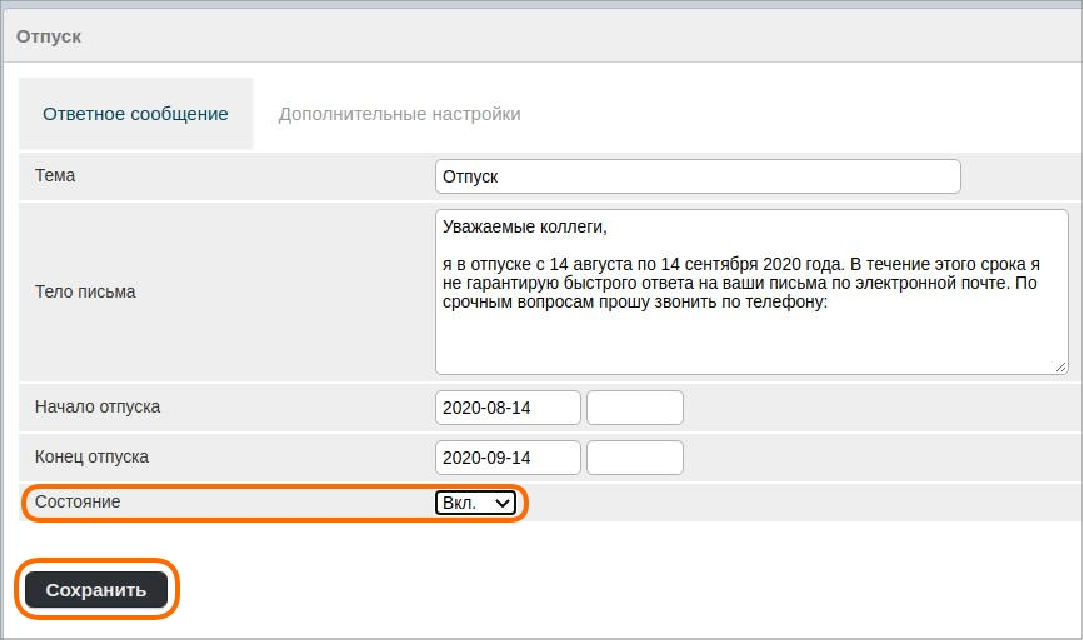 Отпуск
Ответное сообщение
Дополнительные настройки
Тема
Отпуск
Тело письма
Уважаемые коллеги,
я в отпуске с 14 августа по 14 сентября 2020 года. В течение этого срока я
не гарантирую быстрого ответа на ваши письма по электронной почте. По
срочным вопросам прошу звонить по телефону:
Начало отпуска
2020-08-14
Конец отпуска
2020-09-14
Состояние
Вкл.
Сохранить